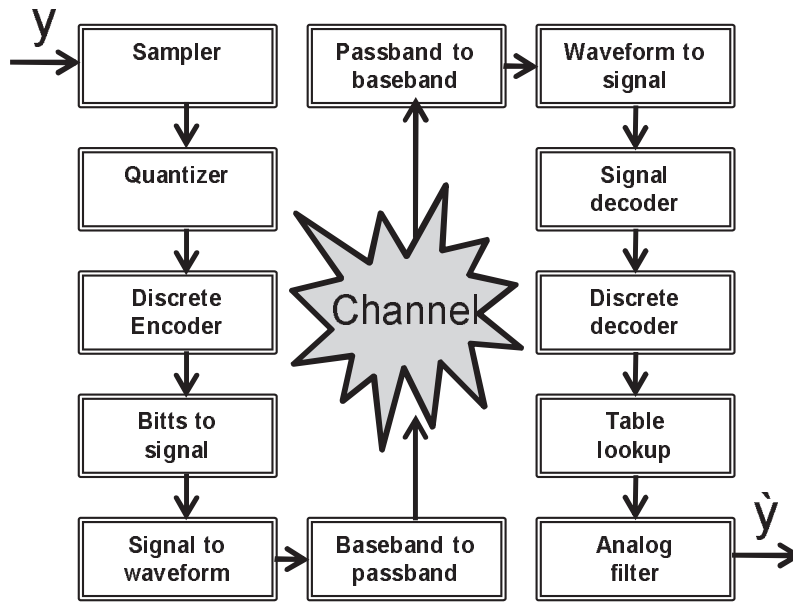 y
Sampler
Quantizer
Discrete
Encoder
Bitts to
signal
Signal to
waveform
Baseband to
passband
Channel
Passband to
baseband
Waveform to
signal
Signal
decoder
Discrete
decoder
Table
lookup
Analog
filter
ỳ